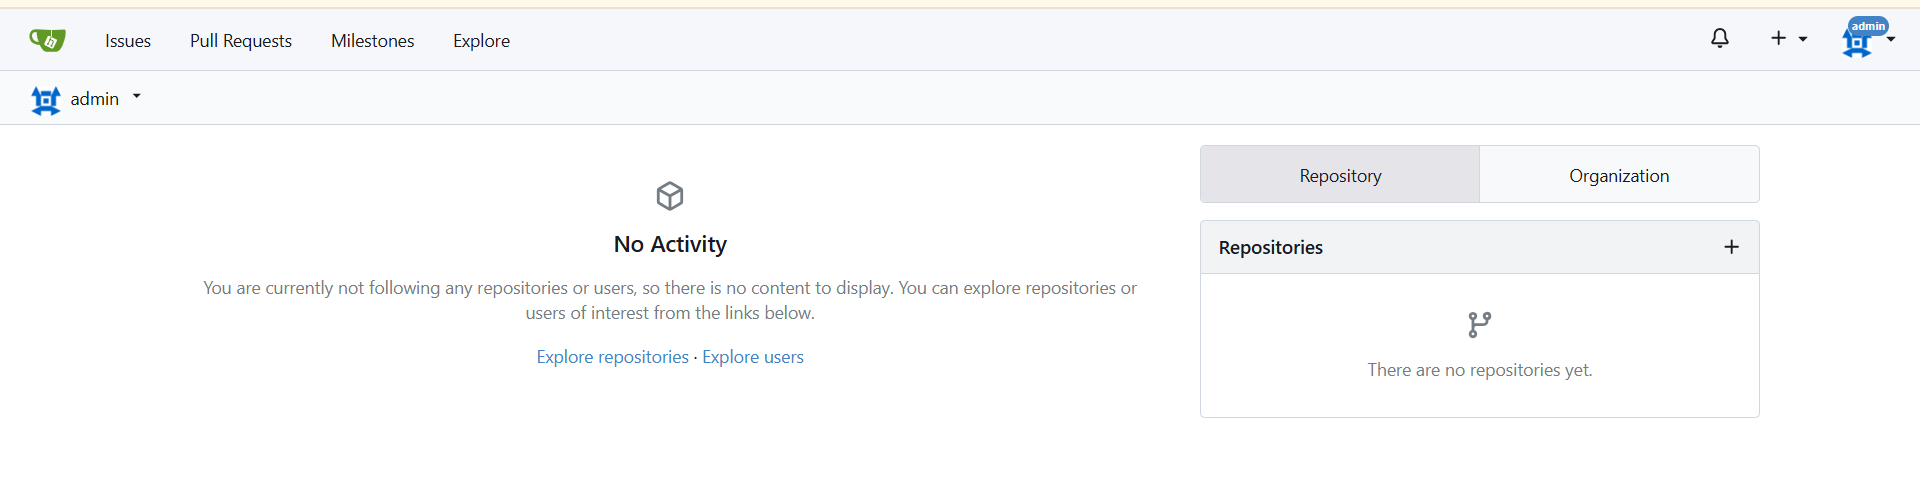 Issues Pull Requests Milestones Explore admin
admin
Repository Organization
No Activity
Repositories
You are currently not following any repositories or users, so there is no content to display. You can explore repositories or
users of interest from the links below.
Explore repositories · Explore users
There are no repositories yet.